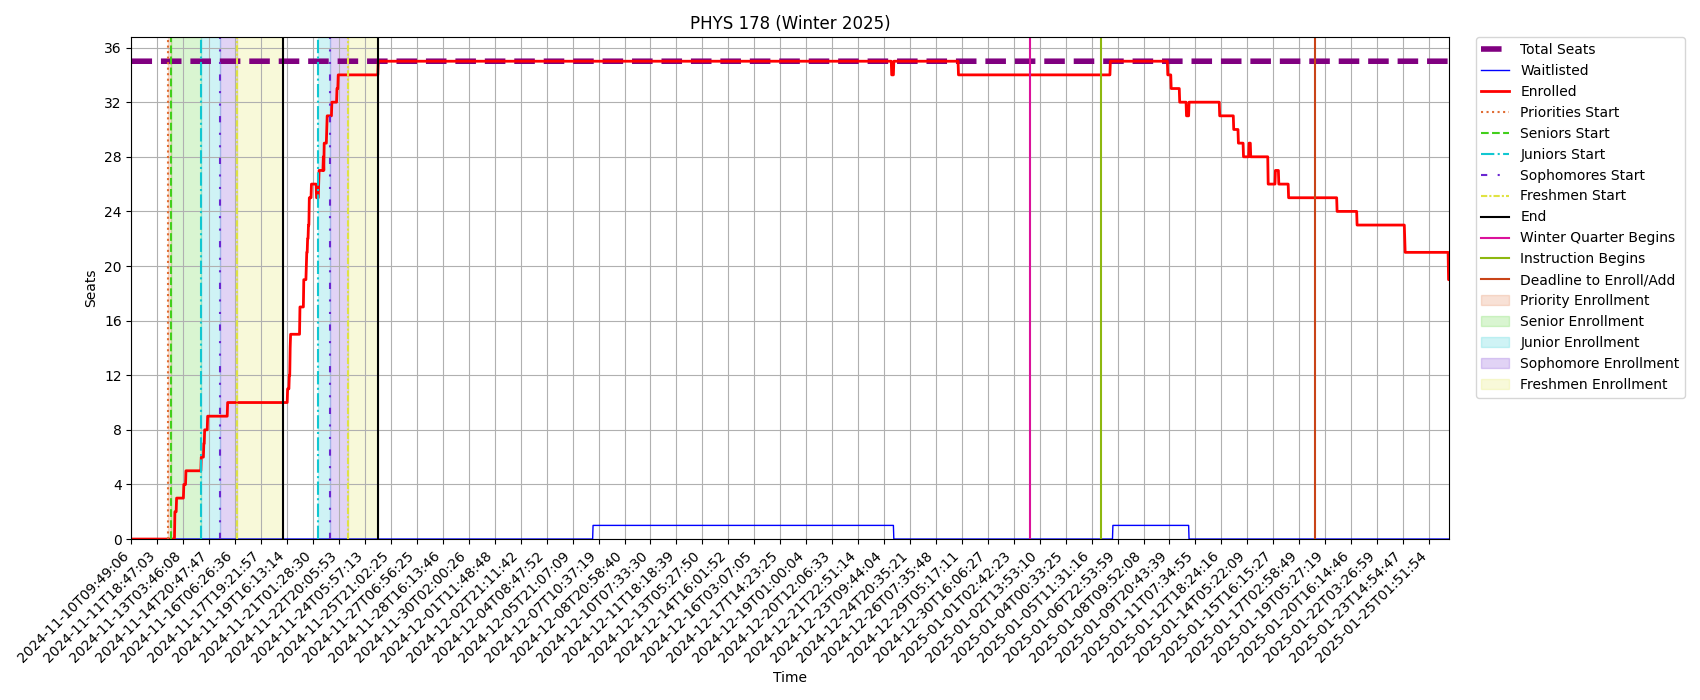 PHYS 178 (Winter 2025)
Seats
36
32
28
24
20
16
12
8
4
0
2024-11-10T09:49:06
2024-11-11T18:47:03
2024-11-13T03:46:08
2024-11-14T20:47:47
2024-11-16T06:26:36
2024-11-17T19:21:57
2024-11-19T16:13:14
2024-11-21T01:28:30
2024-11-22T20:05:53
2024-11-24T05:57:13
2024-11-25T21:02:25
2024-11-28T16:13:46
2024-11-30T02:00:26
2024-12-01T11:48:48
2024-12-02T21:11:42
2024-12-04T08:47:52
2024-12-05T21:07:09
2024-12-07T10:37:19
2024-12-08T20:58:40
2024-12-10T07:33:30
2024-12-11T18:18:39
2024-12-13T05:27:50
2024-12-14T16:01:52
2024-12-16T03:07:05
2024-12-17T14:23:25
2024-12-19T01:00:04
2024-12-20T12:06:33
2024-12-21T22:51:14
2024-12-23T09:44:04
2024-12-24T20:35:21
2024-12-26T07:35:48
2024-12-29T05:17:11
2024-12-30T16:06:27
2025-01-01T02:42:23
2025-01-02T13:53:10
2025-01-04T00:33:25
2025-01-05T11:31:16
2025-01-06T22:53:59
2025-01-08T09:52:08
2025-01-09T20:43:39
2025-01-11T07:34:55
2025-01-12T18:24:16
2025-01-14T05:22:09
2025-01-15T16:15:27
2025-01-17T02:58:49
2025-01-19T05:27:19
2025-01-20T16:14:46
2025-01-22T03:26:59
2025-01-23T14:54:47
2025-01-25T01:51:54
Time
Total Seats
Waitlisted
Enrolled
Priorities Start
Seniors Start
Juniors Start
Sophomores Start
Freshmen Start
End
Winter Quarter Begins
Instruction Begins
Deadline to Enroll/Add
Priority Enrollment
Senior Enrollment
Junior Enrollment
Sophomore Enrollment
Freshmen Enrollment